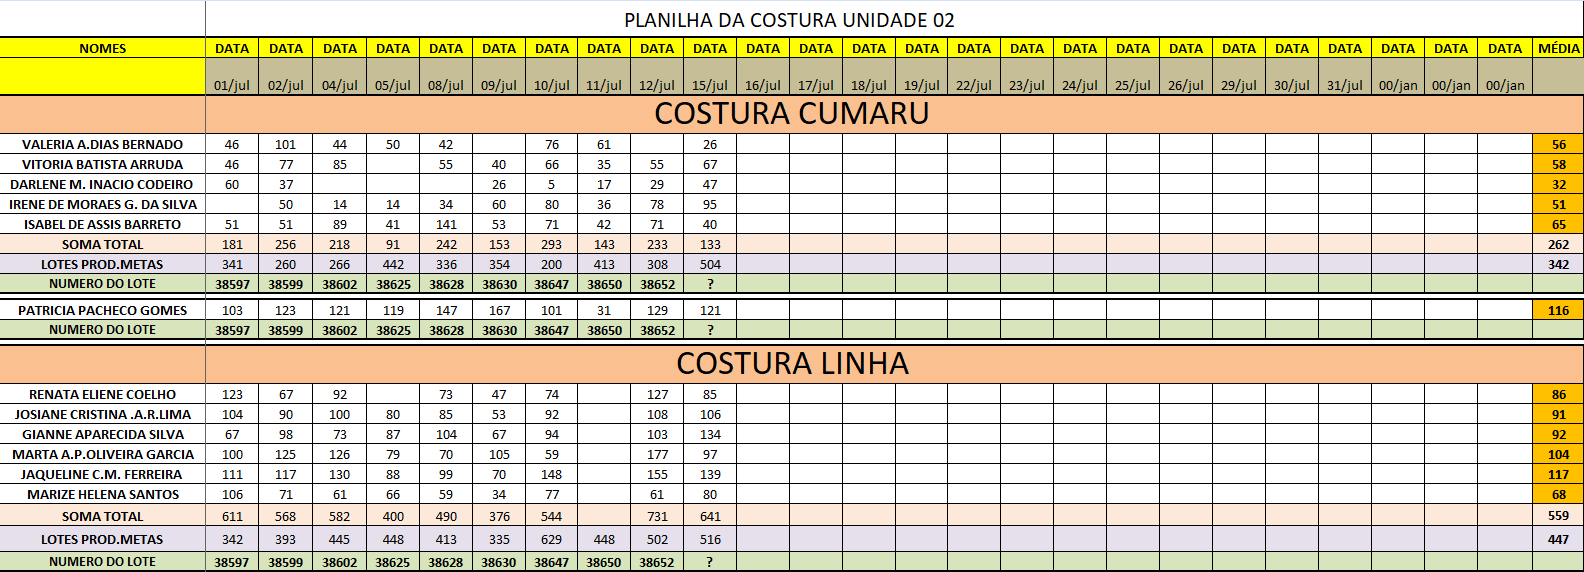 PLANILHA DA COSTURA UNIDADE 02
NOMES DATA DATA DATA DATA DATA DATA DATA DATA DATA DATA DATA DATA DATA DATA DATA DATA DATA DATA DATA DATA DATA DATA DATA DATA DATA MÉDIA
01/jul 02/jul 04/jul 05/jul 08/jul 09/jul 10/jul 11/jul 12/jul 15/jul 16/jul 17/jul 18/jul 19/jul 22/jul 23/jul 24/jul 25/jul 26/jul 29/jul 30/jul 31/jul 00/jan 00/jan 00/jan
COSTURA CUMARU
VALERIA A.DIAS BERNADO 46 101 44 50 42 76 61 26 56
VITORIA BATISTA ARRUDA 46 77 85 55 40 66 35 55 67 58
DARLENE M. INACIO CODEIRO 60 37 26 5 17 29 47 32
IRENE DE MORAES G. DA SILVA 50 14 14 34 60 80 36 78 95 51
ISABEL DE ASSIS BARRETO 51 51 89 41 141 53 71 42 71 40 65
SOMA TOTAL 181 256 218 91 242 153 293 143 233 133 262
LOTES PROD.METAS 341 260 266 442 336 354 200 413 308 504 342
NUMERO DO LOTE 38597 38599 38602 38625 38628 38630 38647 38650 38652 ?
PATRICIA PACHECO GOMES 103 123 121 119 147 167 101 31 129 121 116
NUMERO DO LOTE 38597 38599 38602 38625 38628 38630 38647 38650 38652 ?
COSTURA LINHA
RENATA ELIENE COELHO 123 67 92 73 47 74 127 85 86
JOSIANE CRISTINA .A.R.LIMA 104 90 100 80 85 53 92 108 106 91
GIANNE APARECIDA SILVA 67 98 73 87 104 67 94 103 134 92
MARTA A.P.OLIVEIRA GARCIA 100 125 126 79 70 105 59 177 97 104
JAQUELINE C.M. FERREIRA 111 117 130 88 99 70 148 155 139 117
MARIZE HELENA SANTOS 106 71 61 66 59 34 77 61 80 68
SOMA TOTAL 611 568 582 400 490 376 544 731 641 559
LOTES PROD.METAS 342 393 445 448 413 335 629 448 502 516 447
NUMERO DO LOTE 38597 38599 38602 38625 38628 38630 38647 38650 38652 ?